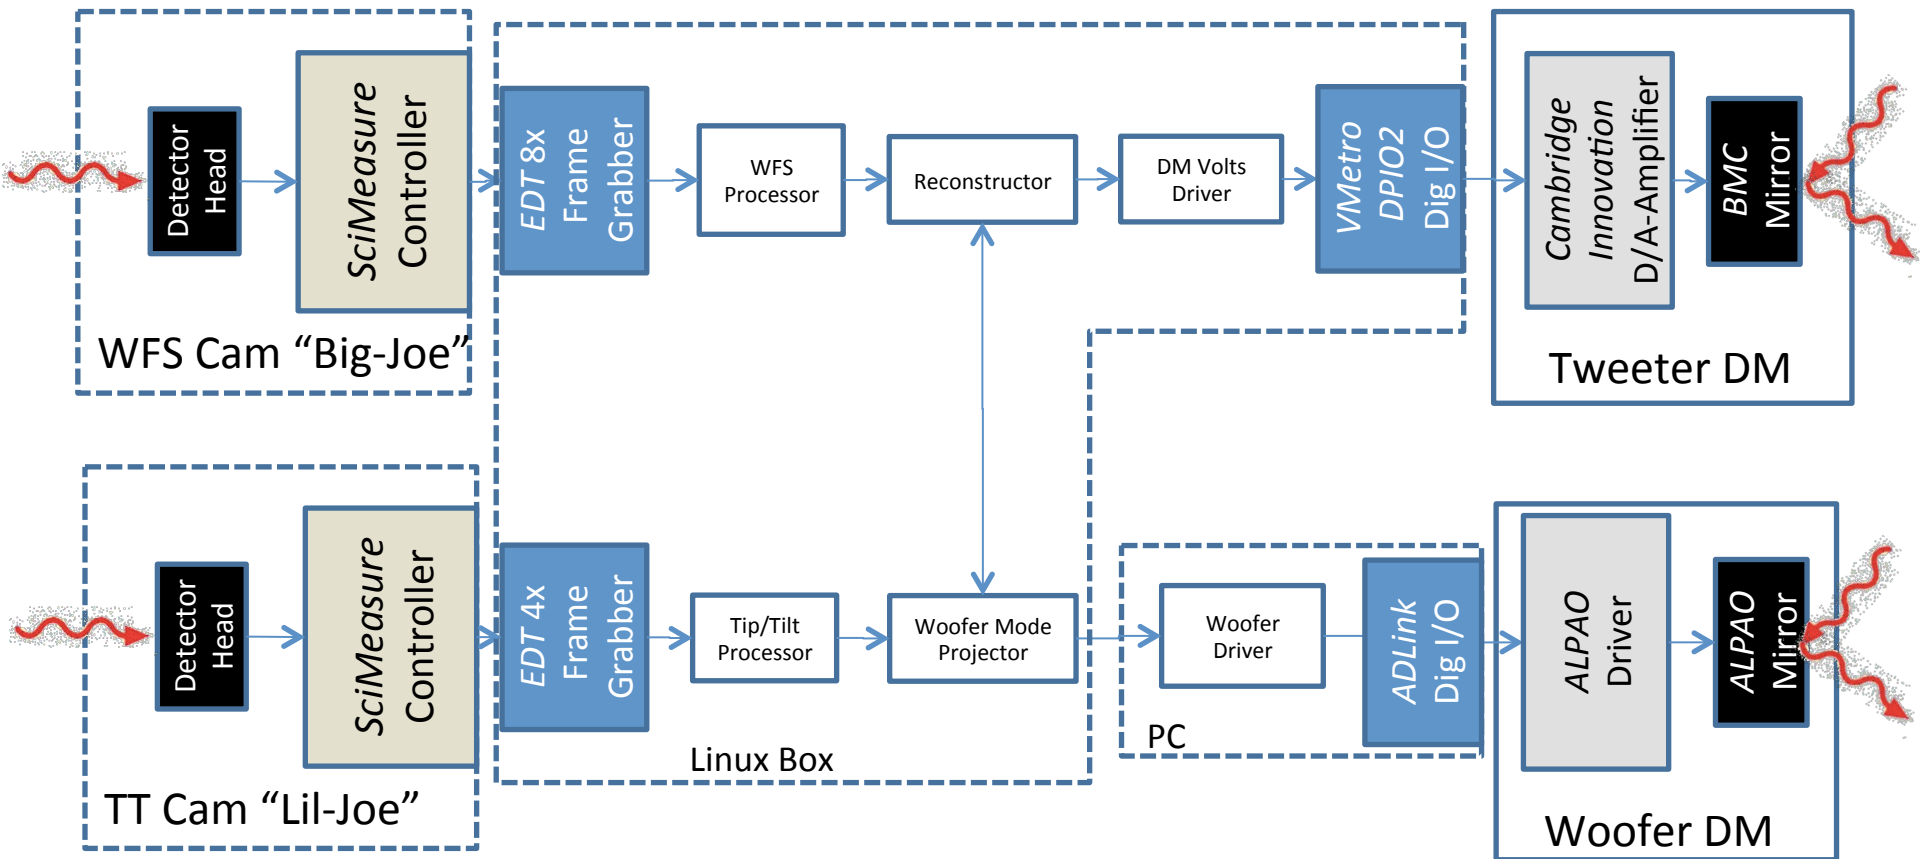 Detector
Head
SciMeasure
Controller
WFS Cam “Big-Joe”
EDT 8x
Frame
Grabber
WFS
Processor
Reconstructor
DM Volts
Driver
VMetro
DPIO2
Dig I/O
Cambridge
Innovation
D/A-Amplifier
BMC
Mirror
Tweeter DM
Detector
Head
SciMeasure
Controller
TT Cam “Lil-Joe”
EDT 4x
Frame
Grabber
Tip/Tilt
Processor
Woofer Mode
Projector
Linux Box
Woofer
Driver
ADLink
Dig I/O
PC
ALPAO
Driver
ALPAO
Mirror
Woofer DM